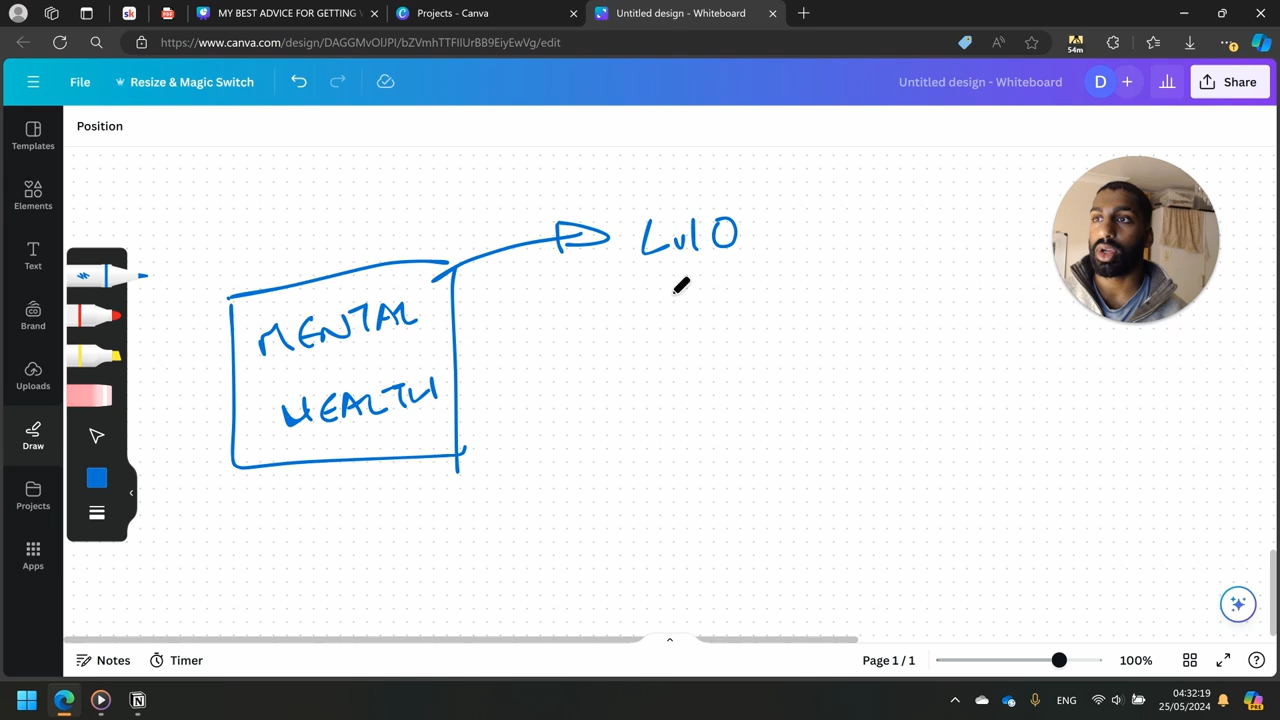 MY BEST ADVICE FOR GETTING
Projects - Canva
Untitled design - Whiteboard
https://www.canva.com/design/DAGGMvOlJPI/bZVmhTTFIIUrBB9EiyEwVg/edit
54m
File
Resize & Magic Switch
Untitled design - Whiteboard
D
Share
Position
Templates
Elements
Text
Brand
Uploads
Draw
Projects
Apps
Lvl 0
MENTAL
HEALTH
Notes
Timer
Page 1 / 1
100%
ENG
04:32:19
25/05/2024